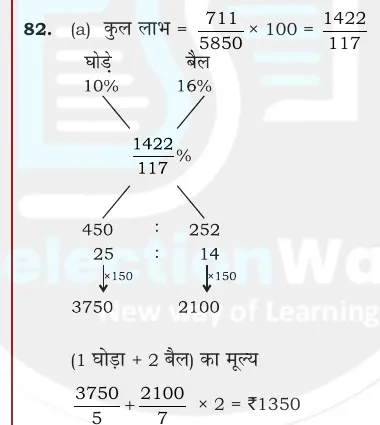 82. (a) कुल लाभ = 711/5850 × 100 = 1422/117
घोड़े बैल
10% 16%
1422/117 %
450 : 252
25 : 14
×150 ×150
3750 2100
(1 घोड़ा + 2 बैल) का मूल्य
3750/5 + 2100/7 × 2 = ₹1350